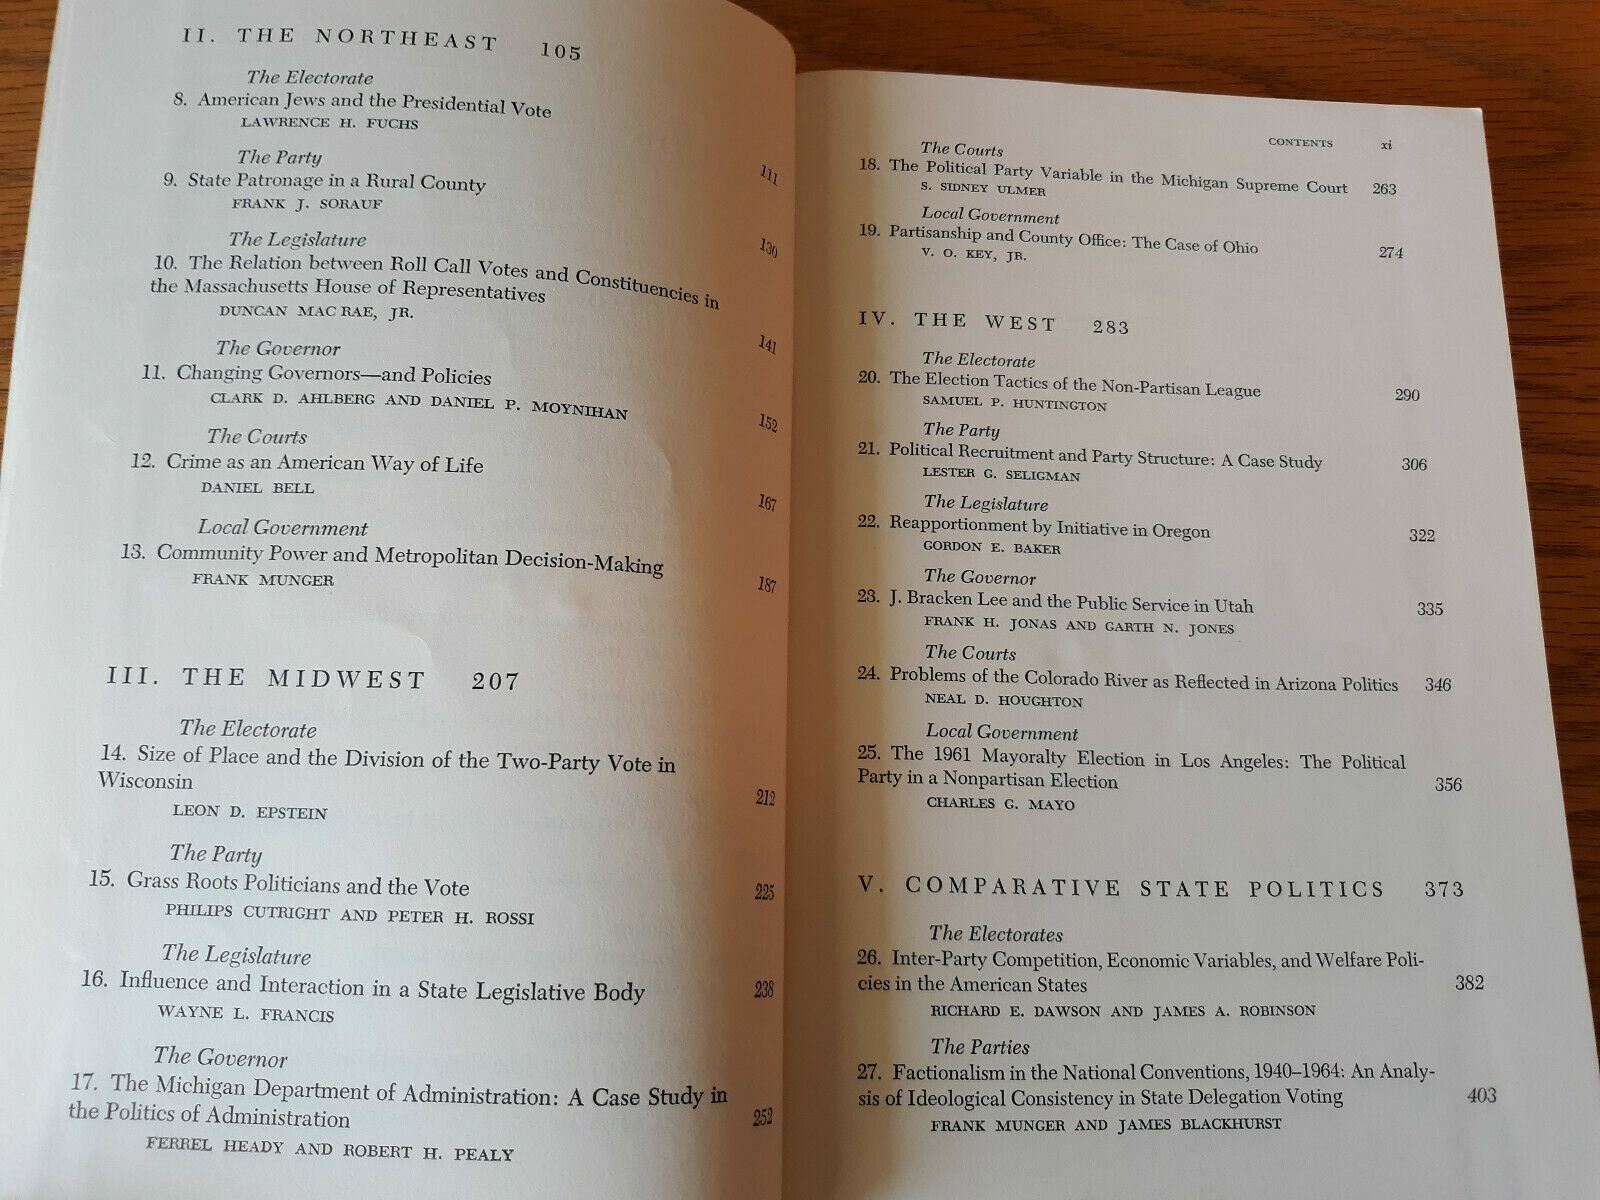 II. THE NORTHEAST 105
The Electorate
8. American Jews and the Presidential Vote 111
LAWRENCE H. FUCHS
The Party
9. State Patronage in a Rural County 130
FRANK J. SORAUF
The Legislature
10. The Relation between Roll Call Votes and Constituencies in
the Massachusetts House of Representatives 141
DUNCAN MAC RAE, JR.
The Governor
11. Changing Governors—and Policies 152
CLARK D. AHLBERG AND DANIEL P. MOYNIHAN
The Courts
12. Crime as an American Way of Life 167
DANIEL BELL
Local Government
13. Community Power and Metropolitan Decision-Making 187
FRANK MUNGER
III. THE MIDWEST 207
The Electorate
14. Size of Place and the Division of the Two-Party Vote in
Wisconsin 212
LEON D. EPSTEIN
The Party
15. Grass Roots Politicians and the Vote 225
PHILIPS CUTRIGHT AND PETER H. ROSSI
The Legislature
16. Influence and Interaction in a State Legislative Body 238
WAYNE L. FRANCIS
The Governor
17. The Michigan Department of Administration: A Case Study in
the Politics of Administration 252
FERREL HEADY AND ROBERT H. PEALY
CONTENTS xi
The Courts
18. The Political Party Variable in the Michigan Supreme Court 263
S. SIDNEY ULMER
Local Government
19. Partisanship and County Office: The Case of Ohio 274
V. O. KEY, JR.
IV. THE WEST 283
The Electorate
20. The Election Tactics of the Non-Partisan League 290
SAMUEL P. HUNTINGTON
The Party
21. Political Recruitment and Party Structure: A Case Study 306
LESTER G. SELIGMAN
The Legislature
22. Reapportionment by Initiative in Oregon 322
GORDON E. BAKER
The Governor
23. J. Bracken Lee and the Public Service in Utah 335
FRANK H. JONAS AND GARTH N. JONES
The Courts
24. Problems of the Colorado River as Reflected in Arizona Politics 346
NEAL D. HOUGHTON
Local Government
25. The 1961 Mayoralty Election in Los Angeles: The Political
Party in a Nonpartisan Election 356
CHARLES G. MAYO
V. COMPARATIVE STATE POLITICS 373
The Electorates
26. Inter-Party Competition, Economic Variables, and Welfare Poli-
cies in the American States 382
RICHARD E. DAWSON AND JAMES A. ROBINSON
The Parties
27. Factionalism in the National Conventions, 1940–1964: An Analy-
sis of Ideological Consistency in State Delegation Voting 403
FRANK MUNGER AND JAMES BLACKHURST